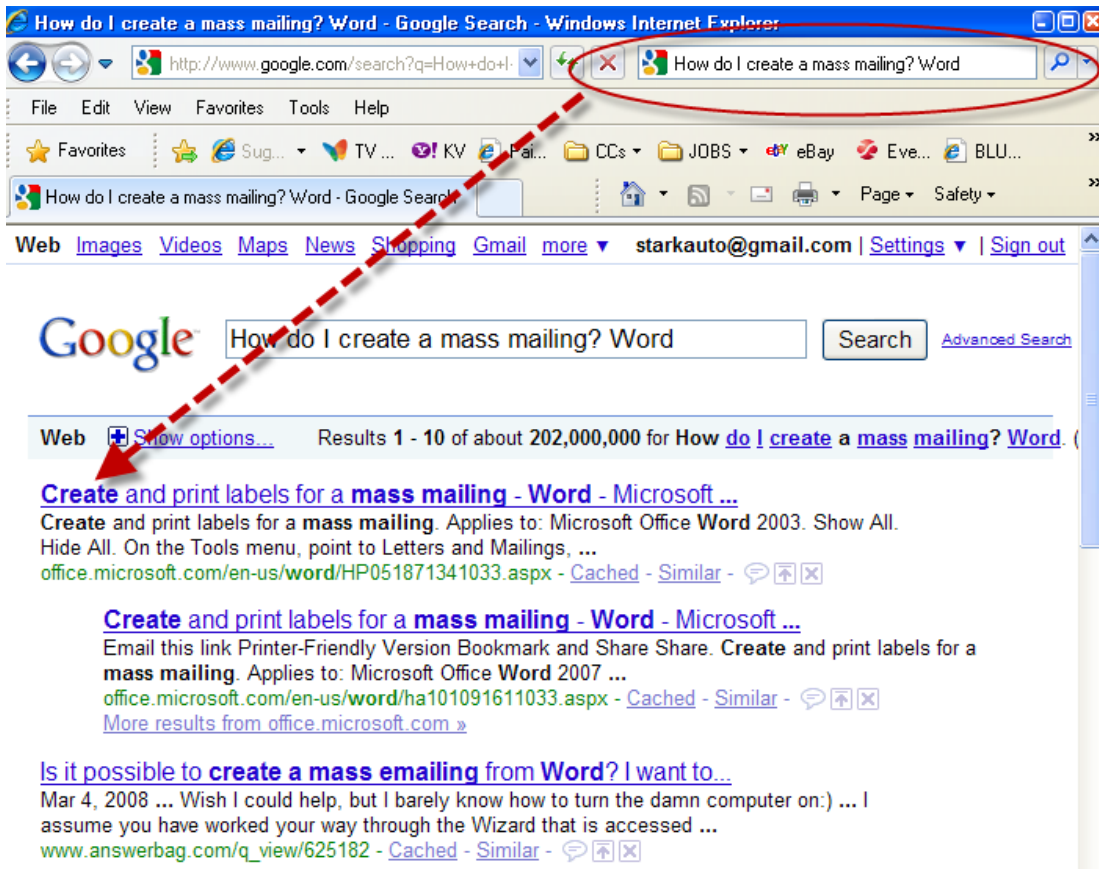 How do I create a mass mailing? Word - Google Search - Windows Internet Explorer
http://www.google.com/search?q=How+do+I- How do I create a mass mailing? Word
File Edit View Favorites Tools Help
Favorites Sug... TV ... KV Pai... CCs JOBS eBay Eve... BLU... »
How do I create a mass mailing? Word - Google Search Page Safety »
Web Images Videos Maps News Shopping Gmail more ▼ starkauto@gmail.com | Settings ▼ | Sign out
Google How do I create a mass mailing? Word Search Advanced Search
Web Show options... Results 1 - 10 of about 202,000,000 for How do I create a mass mailing? Word. (
Create and print labels for a mass mailing - Word - Microsoft ...
Create and print labels for a mass mailing. Applies to: Microsoft Office Word 2003. Show All.
Hide All. On the Tools menu, point to Letters and Mailings, ...
office.microsoft.com/en-us/word/HP051871341033.aspx - Cached - Similar -
Create and print labels for a mass mailing - Word - Microsoft ...
Email this link Printer-Friendly Version Bookmark and Share Share. Create and print labels for a
mass mailing. Applies to: Microsoft Office Word 2007 ...
office.microsoft.com/en-us/word/ha101091611033.aspx - Cached - Similar -
More results from office.microsoft.com »
Is it possible to create a mass emailing from Word? I want to...
Mar 4, 2008 ... Wish I could help, but I barely know how to turn the damn computer on:) ... I
assume you have worked your way through the Wizard that is accessed ...
www.answerbag.com/q_view/625182 - Cached - Similar -